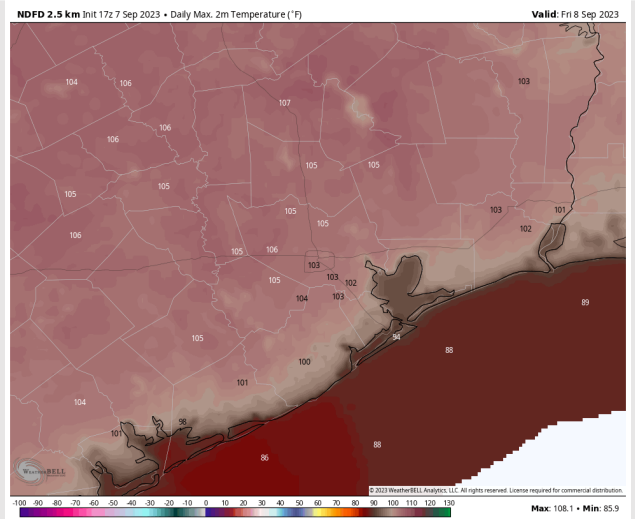 NDFD 2.5 km Init 17z 7 Sep 2023 • Daily Max. 2m Temperature (°F) Valid: Fri 8 Sep 2023
104 106 103
107
106 106
105 105
105 105
105 103 101
105 102
106 105 106
103
105 103 102
104 103
89
105 94 88
100
101
104
101 98
88
86
WeatherBELL
© 2023 WeatherBELL Analytics, LLC. All rights reserved. License required for commercial distribution.
-100 -90 -80 -70 -60 -50 -40 -30 -20 -10 0 10 20 30 40 50 60 70 80 90 100 110 120 130 Max: 108.1 • Min: 85.9